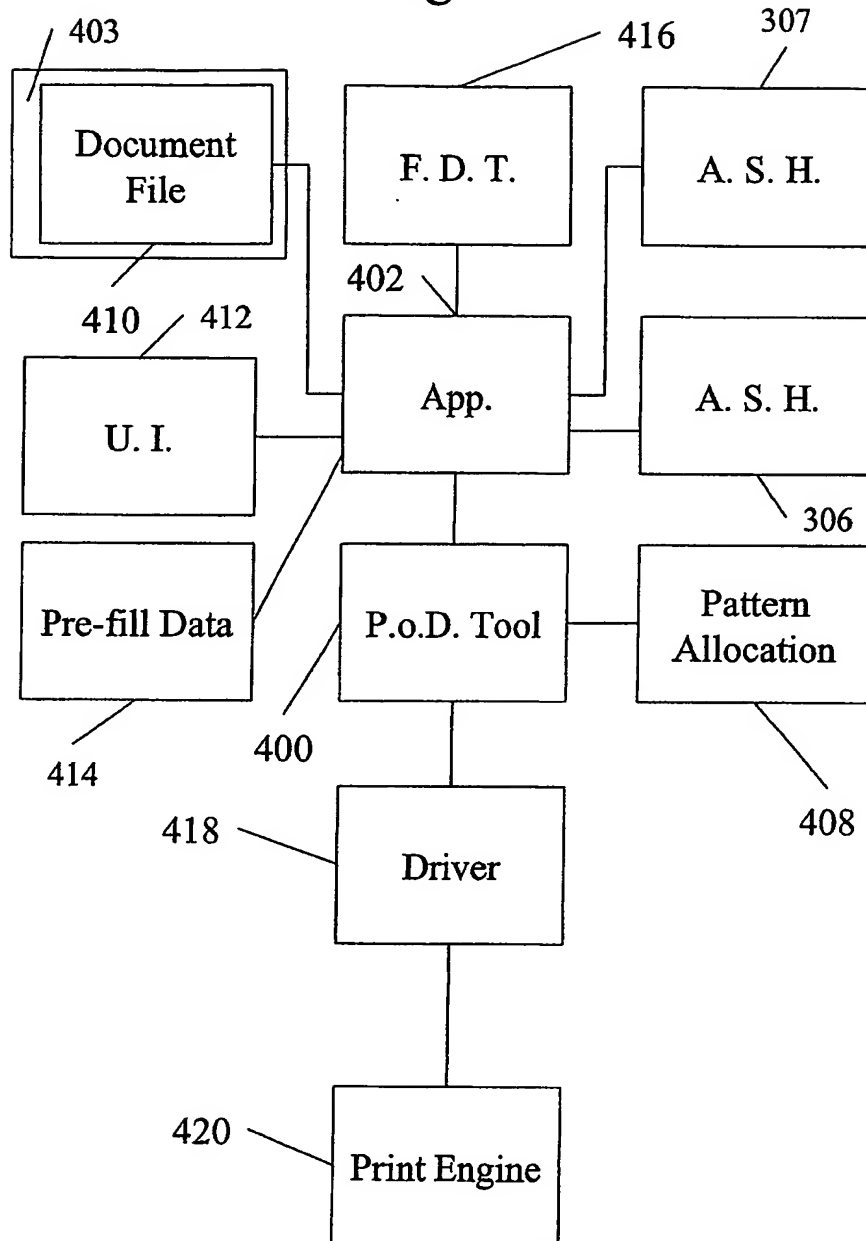 403
416
307
Document
File
F. D. T.
A. S. H.
402
410
412
App.
A. S. H.
U. I.
306
Pre-fill Data
P.o.D. Tool
Pattern
Allocation
414
400
408
418
Driver
420
Print Engine